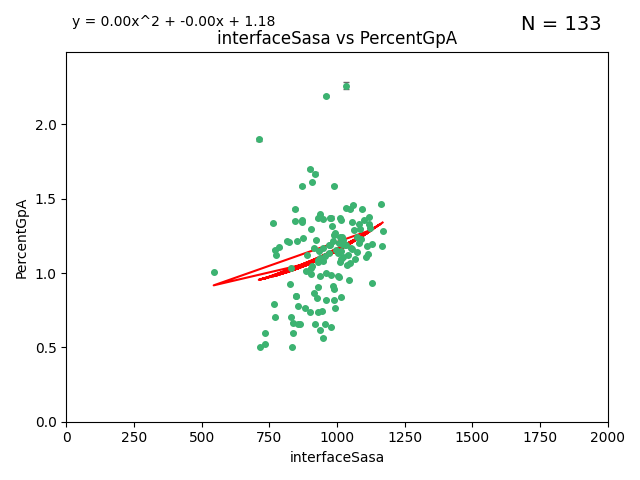 y = 0.00x^2 + -0.00x + 1.18
N = 133
interfaceSasa vs PercentGpA
PercentGpA
2.0
1.5
1.0
0.5
0.0
0 250 500 750 1000 1250 1500 1750 2000
interfaceSasa